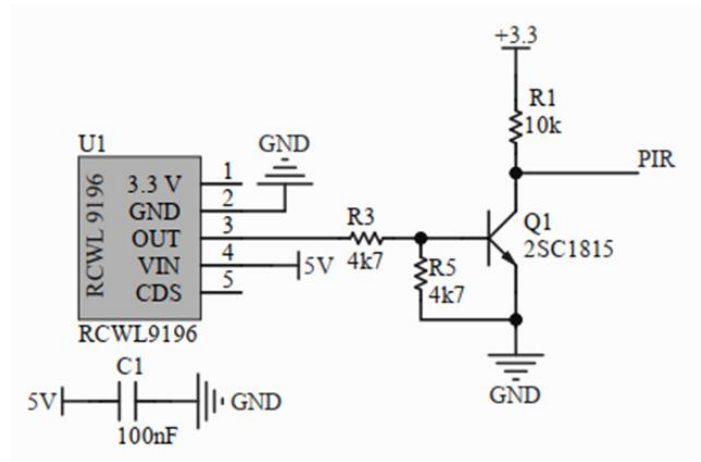 +3.3
R1
10k
PIR
U1
GND
RCWL 9196
3.3 V
1
GND
2
OUT
3
VIN
4
CDS
5
5V
R3
4k7
R5
4k7
Q1
2SC1815
RCWL9196
C1
5V
GND
100nF
GND